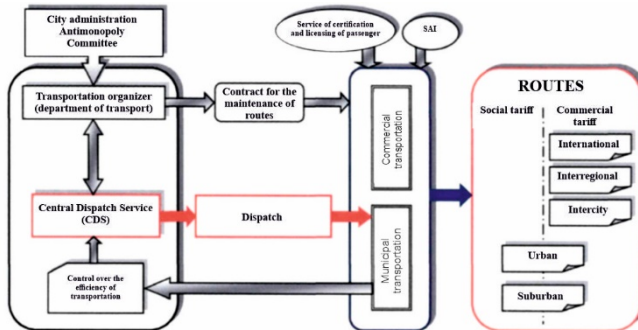 City administration
Antimonopoly
Committee
Service of certification
and licensing of passenger
SAI
Transportation organizer
(department of transport)
Contract for the
maintenance of
routes
Commercial
transportation
ROUTES
Social tariff
Commercial
tariff
International
Interregional
Intercity
Central Dispatch Service
(CDS)
Dispatch
Municipal
transportation
Urban
Suburban
Control over the
efficiency of
transportation